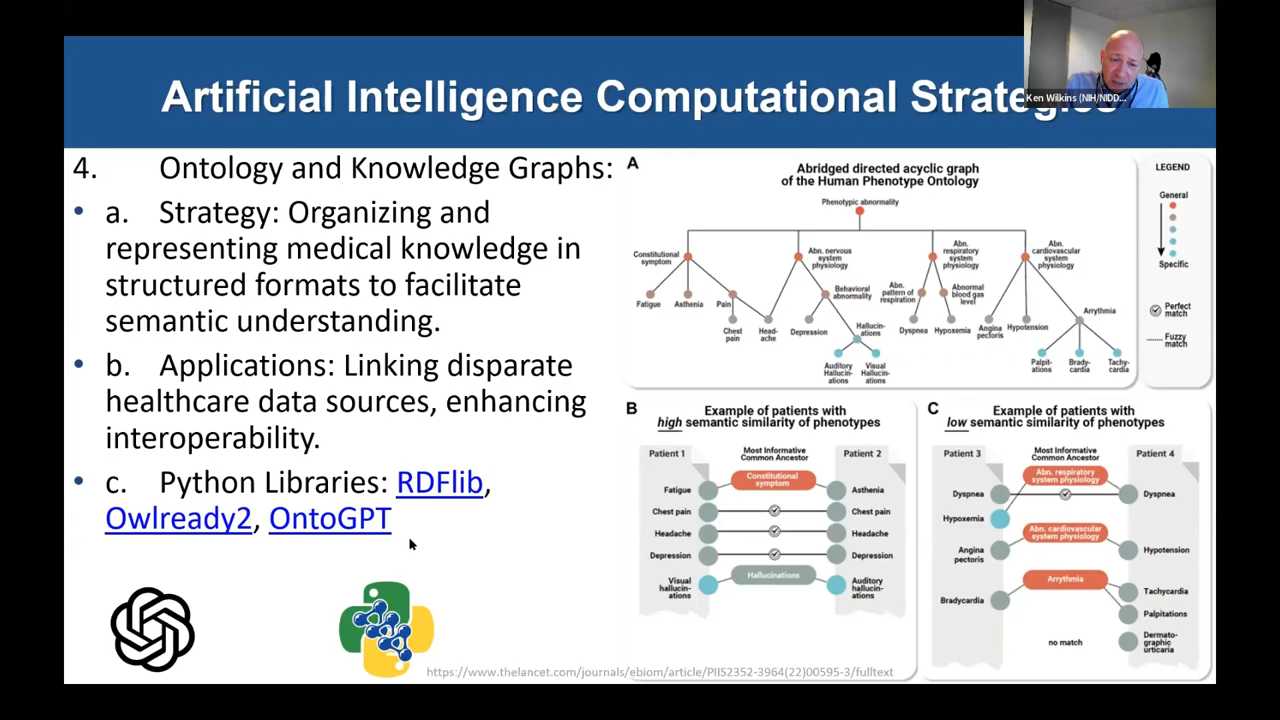 Artificial Intelligence Computational Strategies
Ken Wilkins (NIH/NIDD...
4. Ontology and Knowledge Graphs:
• a. Strategy: Organizing and
representing medical knowledge in
structured formats to facilitate
semantic understanding.
• b. Applications: Linking disparate
healthcare data sources, enhancing
interoperability.
• c. Python Libraries: RDFlib,
Owlready2, OntoGPT
A
Abridged directed acyclic graph
of the Human Phenotype Ontology
Phenotypic abnormality
Constitutional
symptom
Abn. nervous
system
physiology
Abn.
respiratory
system
physiology
Abn.
cardiovascular
system
physiology
Fatigue
Asthenia
Pain
Behavioral
abnormality
Abn.
pattern of
respiration
Abnormal
blood gas
level
Arrythmia
Chest
pain
Head-
ache
Depression
Hallucin-
ations
Dyspnea
Hypoxemia
Angina
pectoris
Hypotension
Auditory
Hallucin-
ations
Visual
Hallucin-
ations
Palpit-
ations
Brady-
cardia
Tachy-
cardia
LEGEND
General
Specific
Perfect
match
Fuzzy
match
B
Example of patients with
high semantic similarity of phenotypes
Patient 1
Most Informative
Common Ancestor
Patient 2
Fatigue
Constitutional
symptom
Asthenia
Chest pain
Chest pain
Headache
Headache
Depression
Depression
Visual
hallucin-
ations
Hallucinations
Auditory
hallucin-
ations
C
Example of patients with
low semantic similarity of phenotypes
Patient 3
Most Informative
Common Ancestor
Patient 4
Abn. respiratory
system physiology
Dyspnea
Dyspnea
Hypoxemia
Abn. cardiovascular
system physiology
Angina
pectoris
Hypotension
Arrythmia
Bradycardia
Tachycardia
Palpitations
no match
Dermato-
graphic
urticaria
https://www.thelancet.com/journals/ebiom/article/PIIS2352-3964(22)00595-3/fulltext